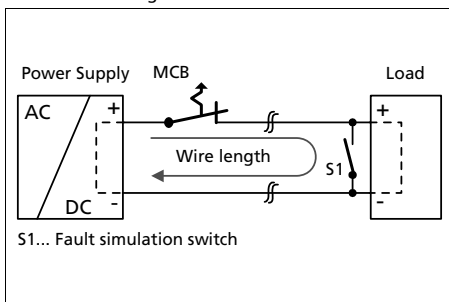 Power Supply MCB Load
AC + +
Wire length
S1
DC - -
S1... Fault simulation switch